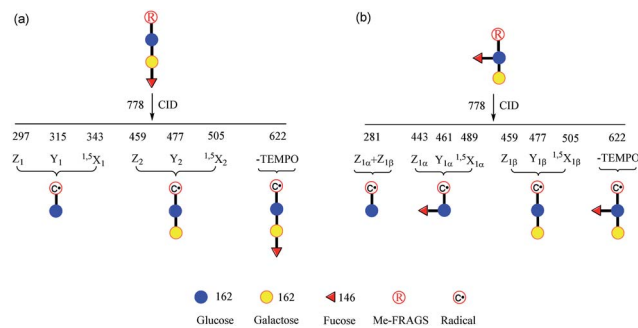 (a)
(b)
R
R
778 CID
778 CID
297 315 343 459 477 505 622
Z1 Y1 1,5X1 Z2 Y2 1,5X2 -TEMPO
281 443 461 489 459 477 505 622
Z1α+Z1β Z1α Y1α 1,5X1α Z1β Y1β 1,5X1β -TEMPO
C• C• C• C• C• C• C•
162 162 146 R C•
Glucose Galactose Fucose Me-FRAGS Radical